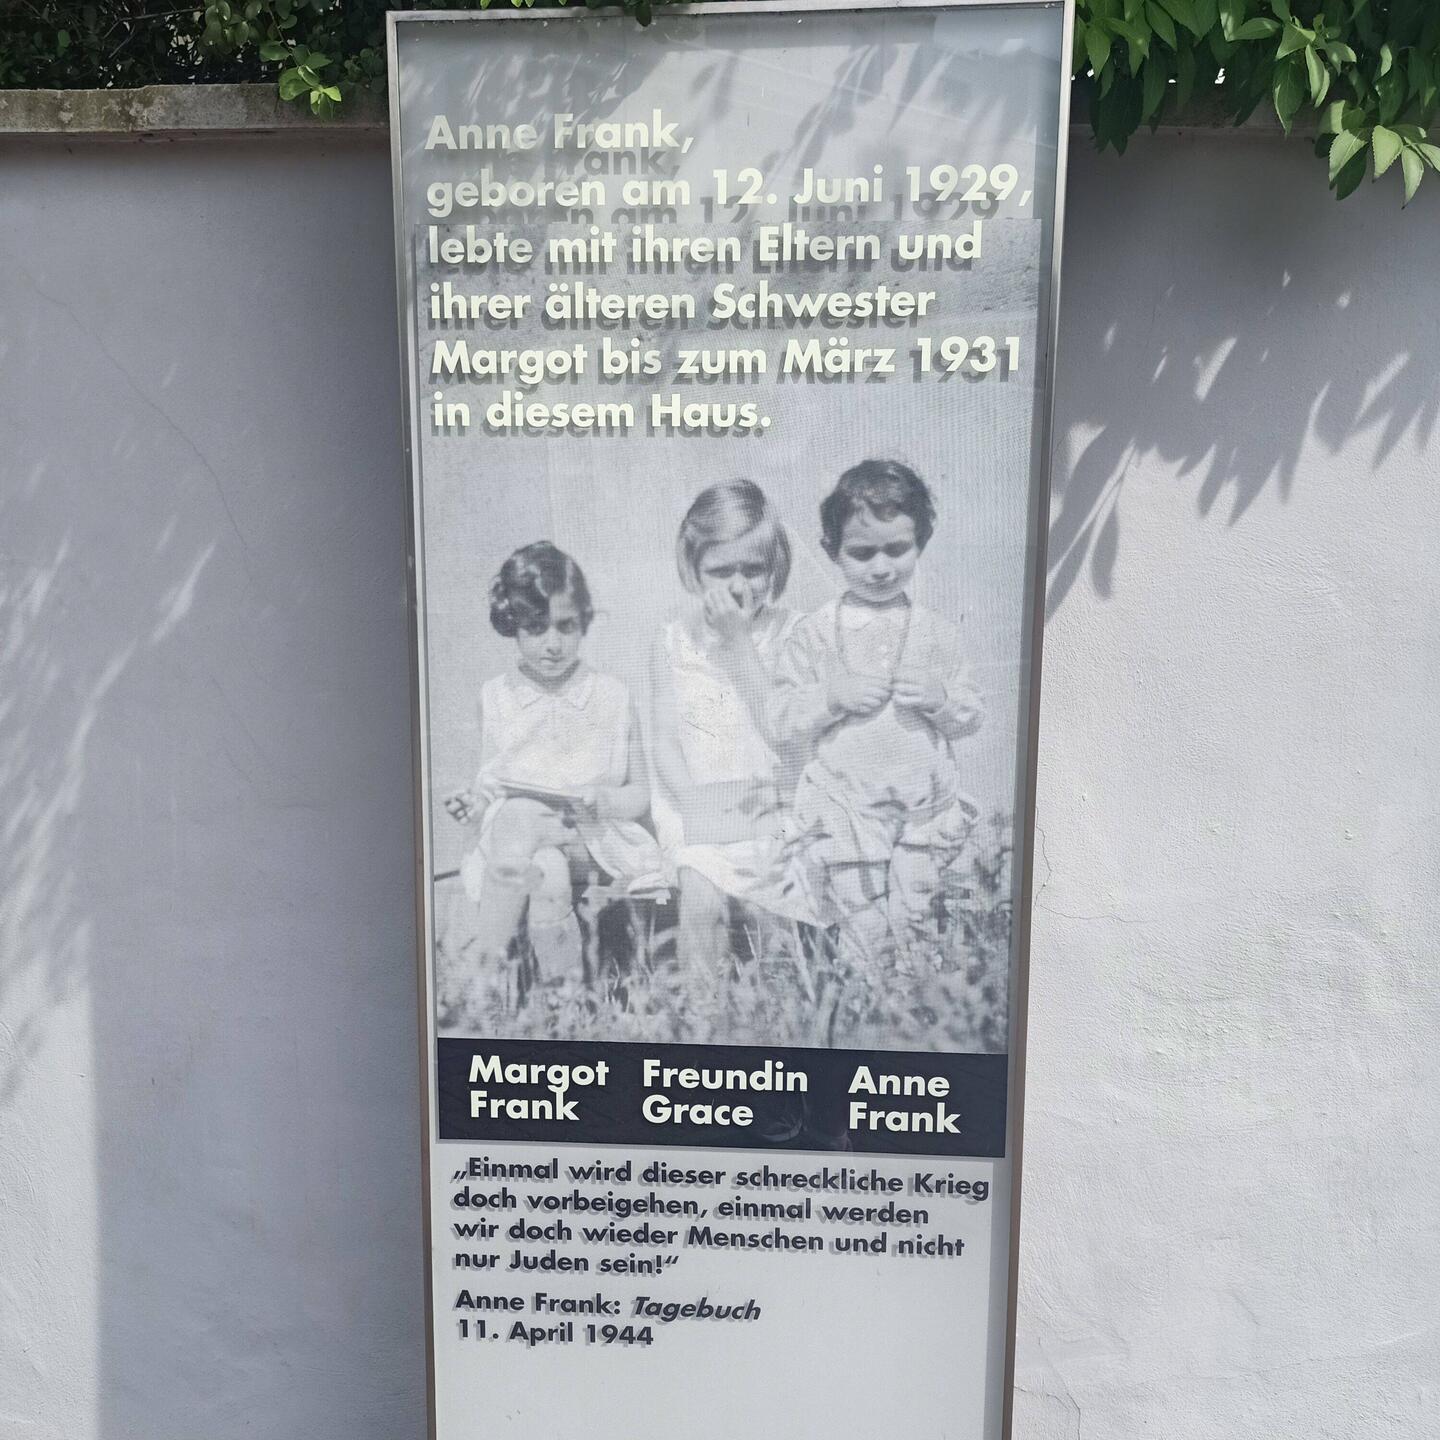 Anne Frank,
geboren am 12. Juni 1929,
lebte mit ihren Eltern und
ihrer älteren Schwester
Margot bis zum März 1931
in diesem Haus.
Margot
Frank
Freundin
Grace
Anne
Frank
„Einmal wird dieser schreckliche Krieg
doch vorbeigehen, einmal werden
wir doch wieder Menschen und nicht
nur Juden sein!“
Anne Frank: Tagebuch
11. April 1944